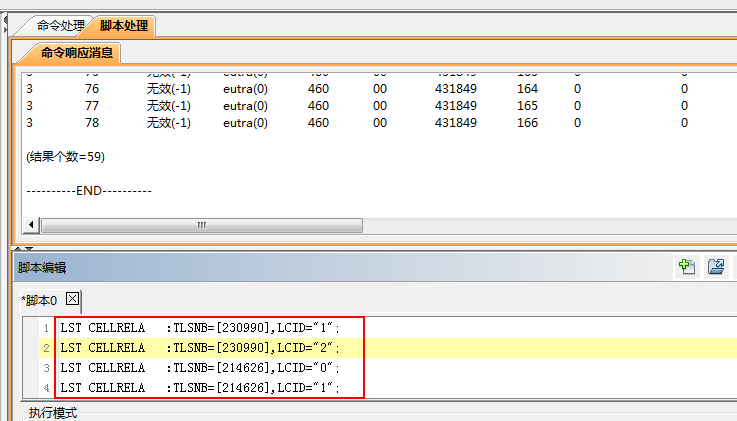 命令处理 脚本处理
命令响应消息
3 76 无效(-1) eutra(0) 460 00 431849 164 0 0
3 77 无效(-1) eutra(0) 460 00 431849 165 0 0
3 78 无效(-1) eutra(0) 460 00 431849 166 0 0
(结果个数=59)
----------END----------
脚本编辑
*脚本0
1 LST CELLRELA :TLSNB=[230990],LCID="1";
2 LST CELLRELA :TLSNB=[230990],LCID="2";
3 LST CELLRELA :TLSNB=[214626],LCID="0";
4 LST CELLRELA :TLSNB=[214626],LCID="1";
执行模式